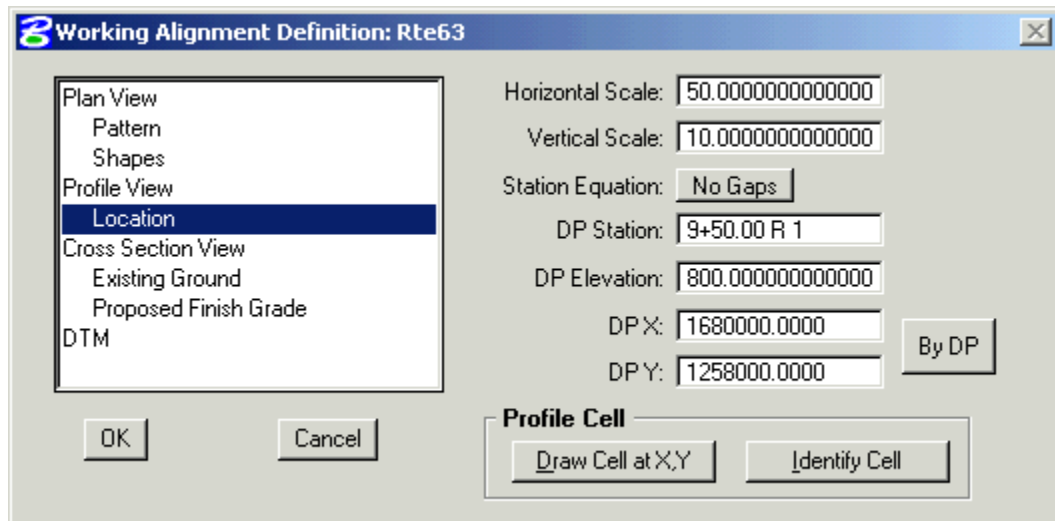 Working Alignment Definition: Rte63
Plan View
Pattern
Shapes
Profile View
Location
Cross Section View
Existing Ground
Proposed Finish Grade
DTM
OK
Cancel
Horizontal Scale: 50.0000000000000
Vertical Scale: 10.0000000000000
Station Equation: No Gaps
DP Station: 9+50.00 R 1
DP Elevation: 800.000000000000
DP X: 1680000.0000
DP Y: 1258000.0000
By DP
Profile Cell
Draw Cell at X,Y
Identify Cell